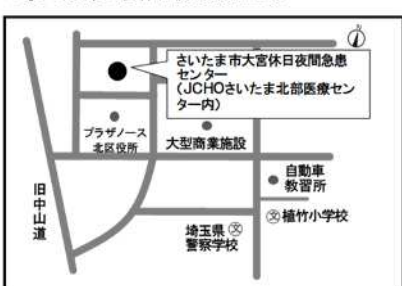 さいたま市大宮休日夜間急患
センター
(JCHOさいたま北部医療セン
ター内)
プラザノース
北区役所
大型商業施設
自動車
教習所
旧中山道
埼玉県
警察学校
文
文植竹小学校